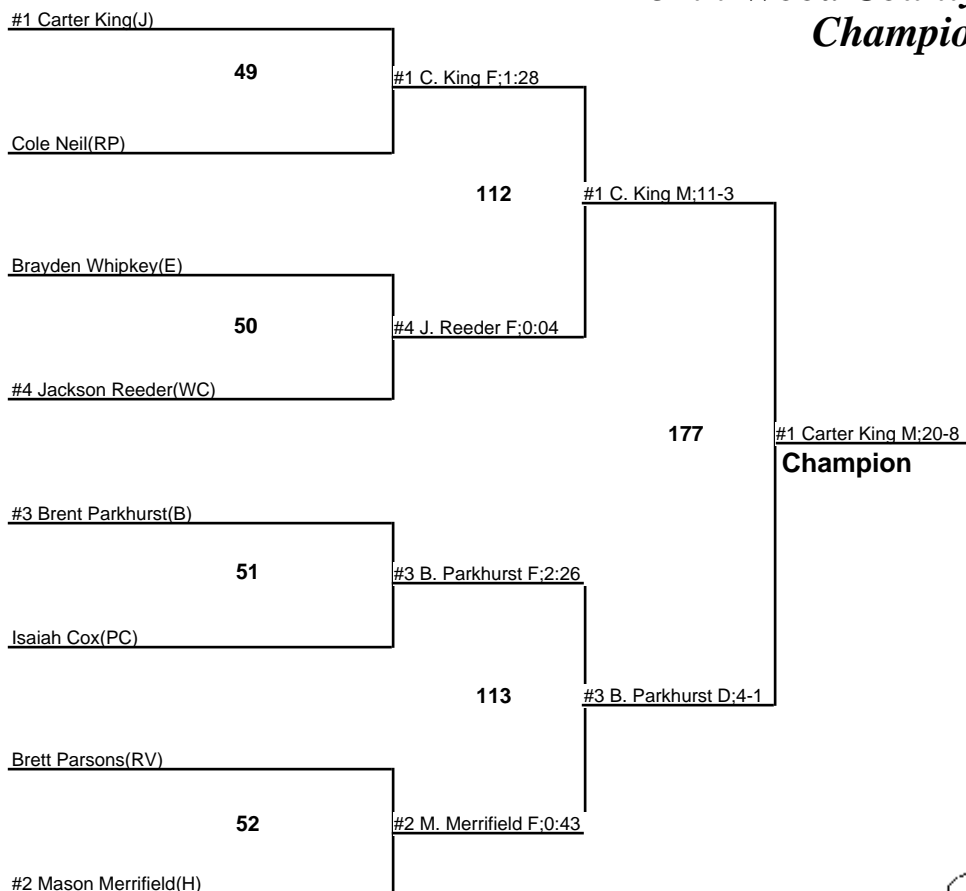 Champio
#1 Carter King(J)
49
#1 C. King F;1:28
Cole Neil(RP)
112
#1 C. King M;11-3
Brayden Whipkey(E)
50
#4 J. Reeder F;0:04
#4 Jackson Reeder(WC)
177
#1 Carter King M;20-8
Champion
#3 Brent Parkhurst(B)
51
#3 B. Parkhurst F;2:26
Isaiah Cox(PC)
113
#3 B. Parkhurst D;4-1
Brett Parsons(RV)
52
#2 M. Merrifield F;0:43
#2 Mason Merrifield(H)